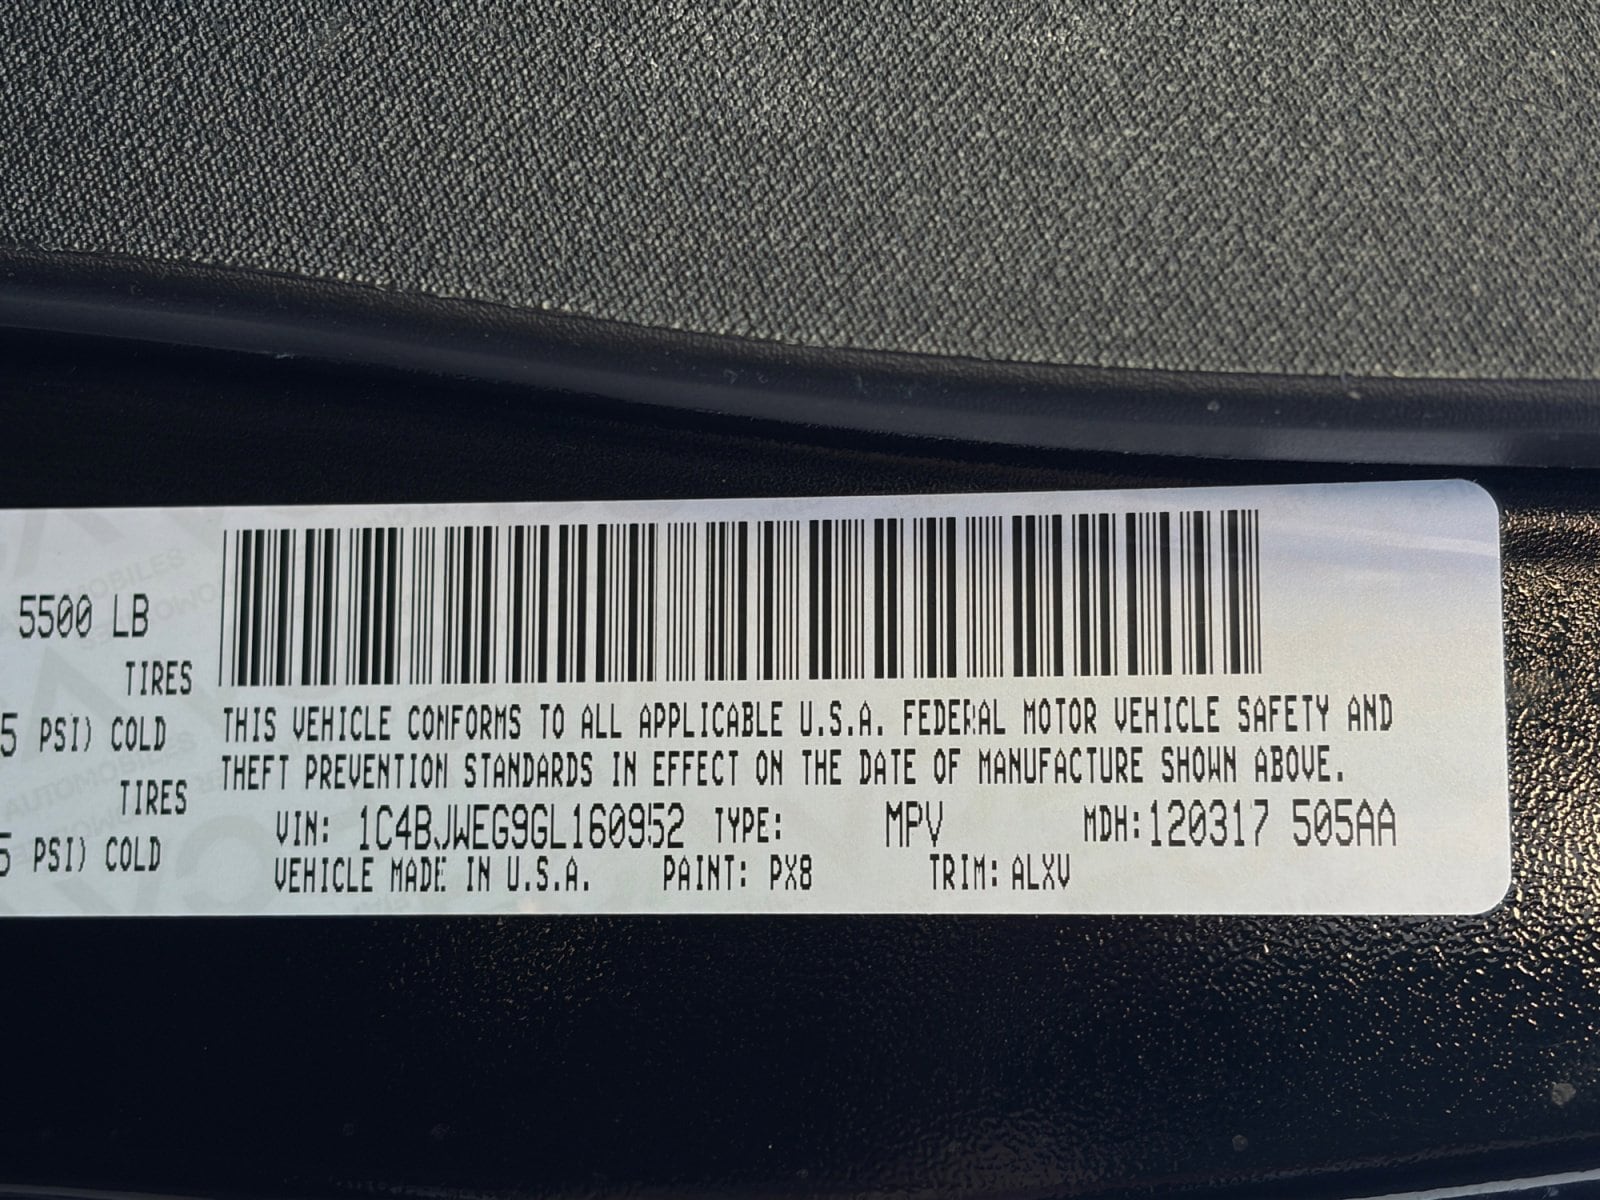 5500 LB
TIRES
5 PSI) COLD
TIRES
5 PSI) COLD
THIS VEHICLE CONFORMS TO ALL APPLICABLE U.S.A. FEDERAL MOTOR VEHICLE SAFETY AND
THEFT PREVENTION STANDARDS IN EFFECT ON THE DATE OF MANUFACTURE SHOWN ABOVE.
VIN: 1C4BJWEG9GL160952 TYPE: MPV MDH:120317 505AA
VEHICLE MADE IN U.S.A. PAINT: PX8 TRIM: ALXV